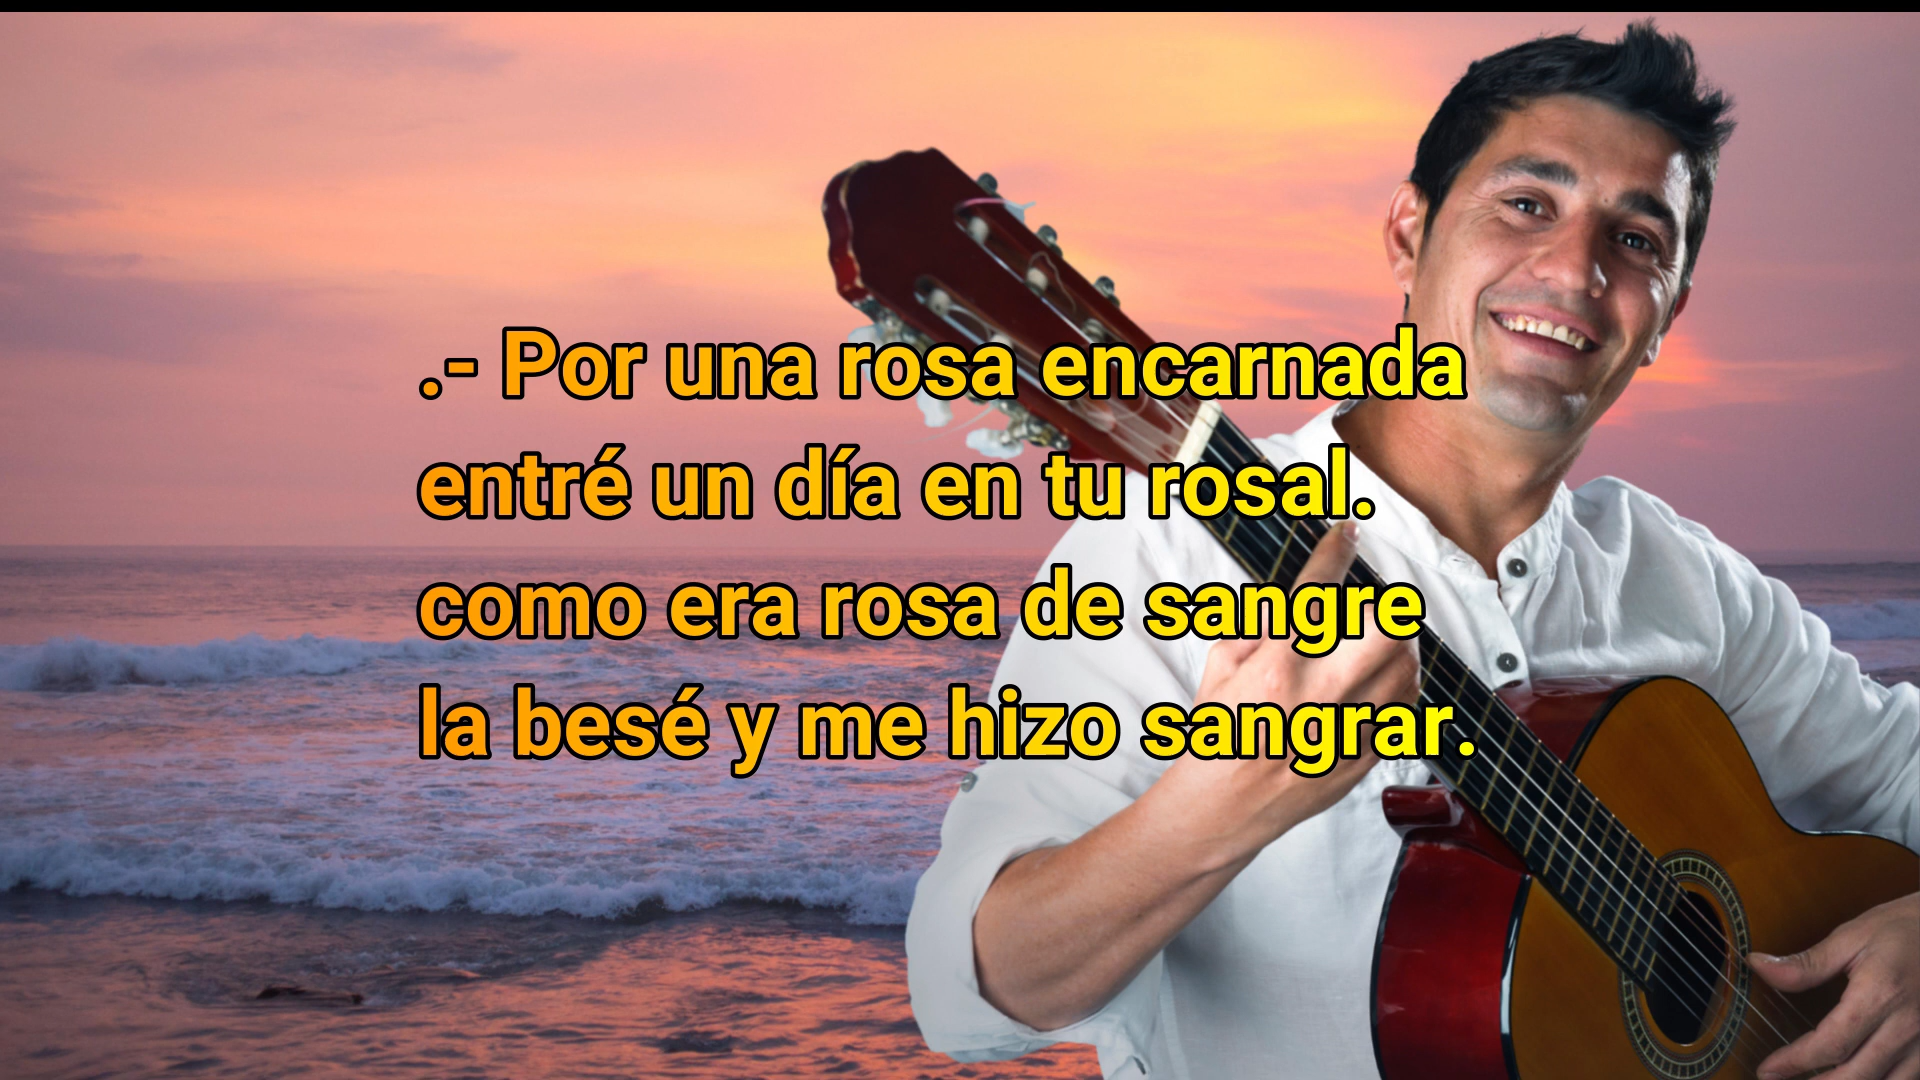 .- Por una rosa encarnada
entré un día en tu rosal.
como era rosa de sangre
la besé y me hizo sangrar.